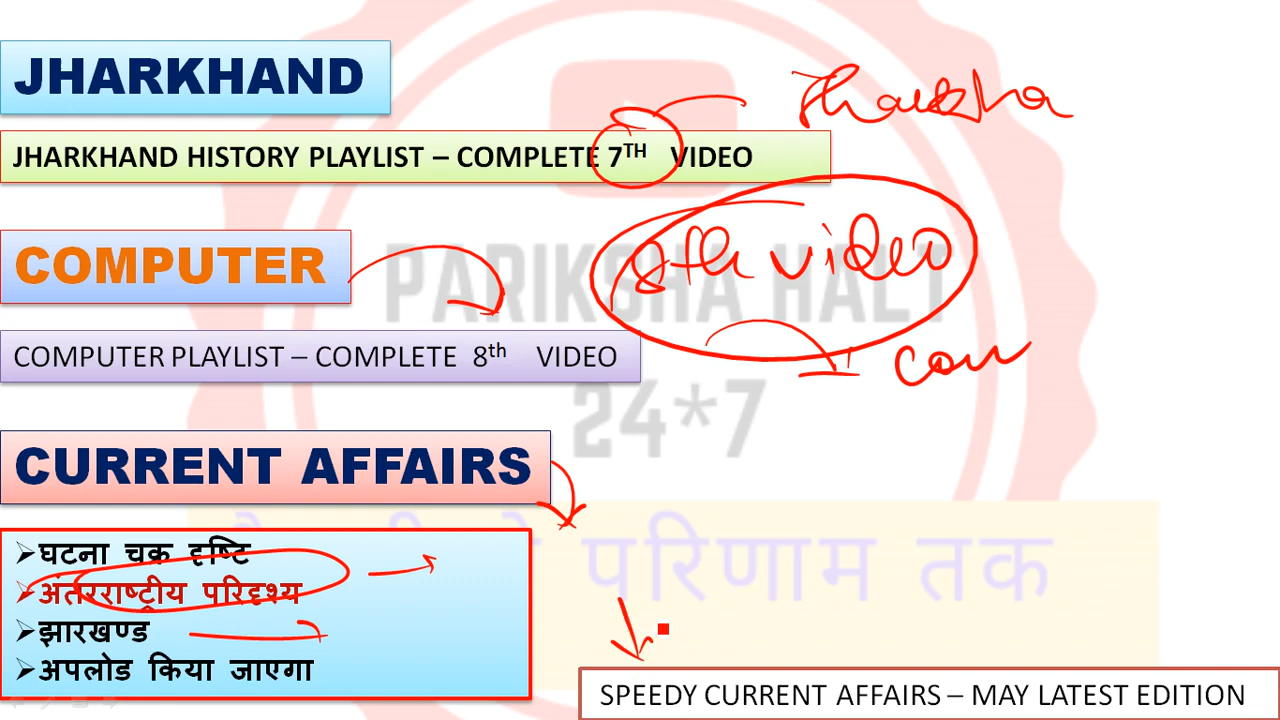 JHARKHAND
Jharkha
JHARKHAND HISTORY PLAYLIST – COMPLETE 7TH VIDEO
COMPUTER
8th video
PARIKSHA HALT
COMPUTER PLAYLIST – COMPLETE 8th VIDEO
24*7
CURRENT AFFAIRS
घटना चक्र दृष्टि
परिणाम तक
अंतरराष्ट्रीय परिदृश्य
झारखण्ड
अपलोड किया जाएगा
SPEEDY CURRENT AFFAIRS – MAY LATEST EDITION